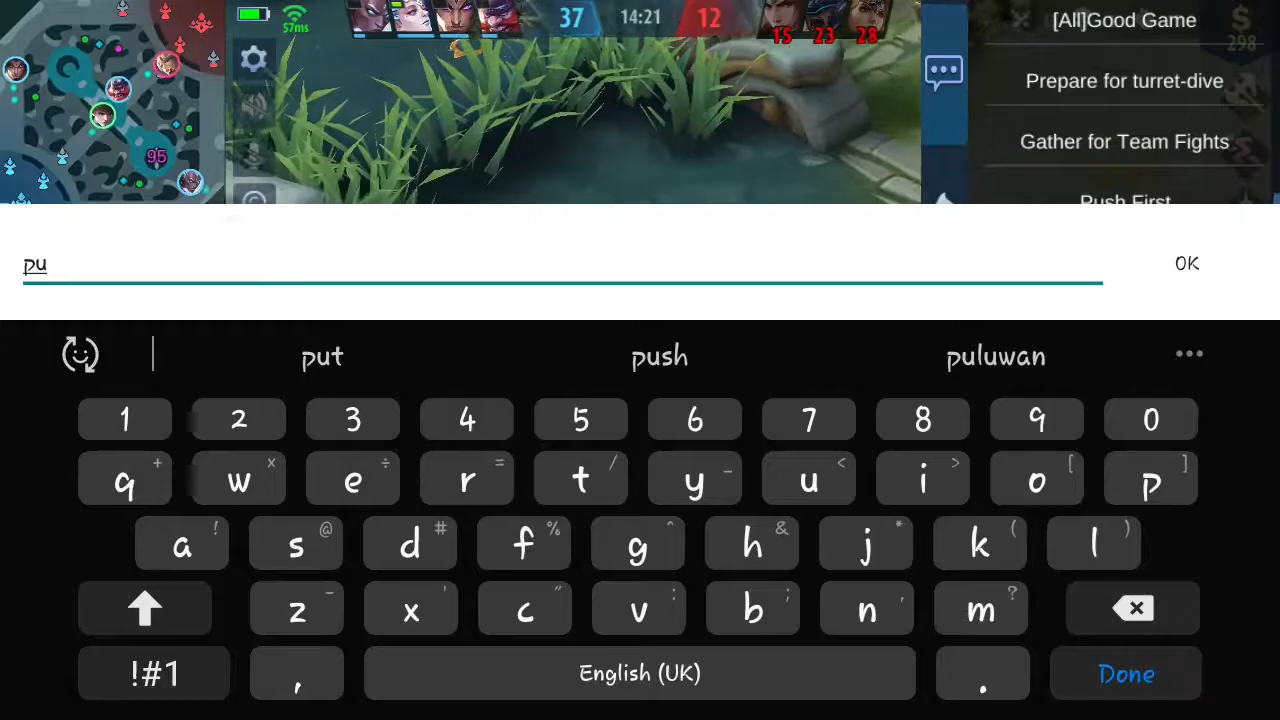 57ms
37 14:21 12
15 23 28
95
[All]Good Game
298
Prepare for turret-dive
Gather for Team Fights
Push First
pu
OK
put push puluwan
1 2 3 4 5 6 7 8 9 0
q + w × e ÷ r = t / y _ u < i > o [ p ]
a ! s @ d # f % g ^ h & j * k ( l )
z - x ' c " v : b ; n , m ?
!#1 , English (UK) . Done